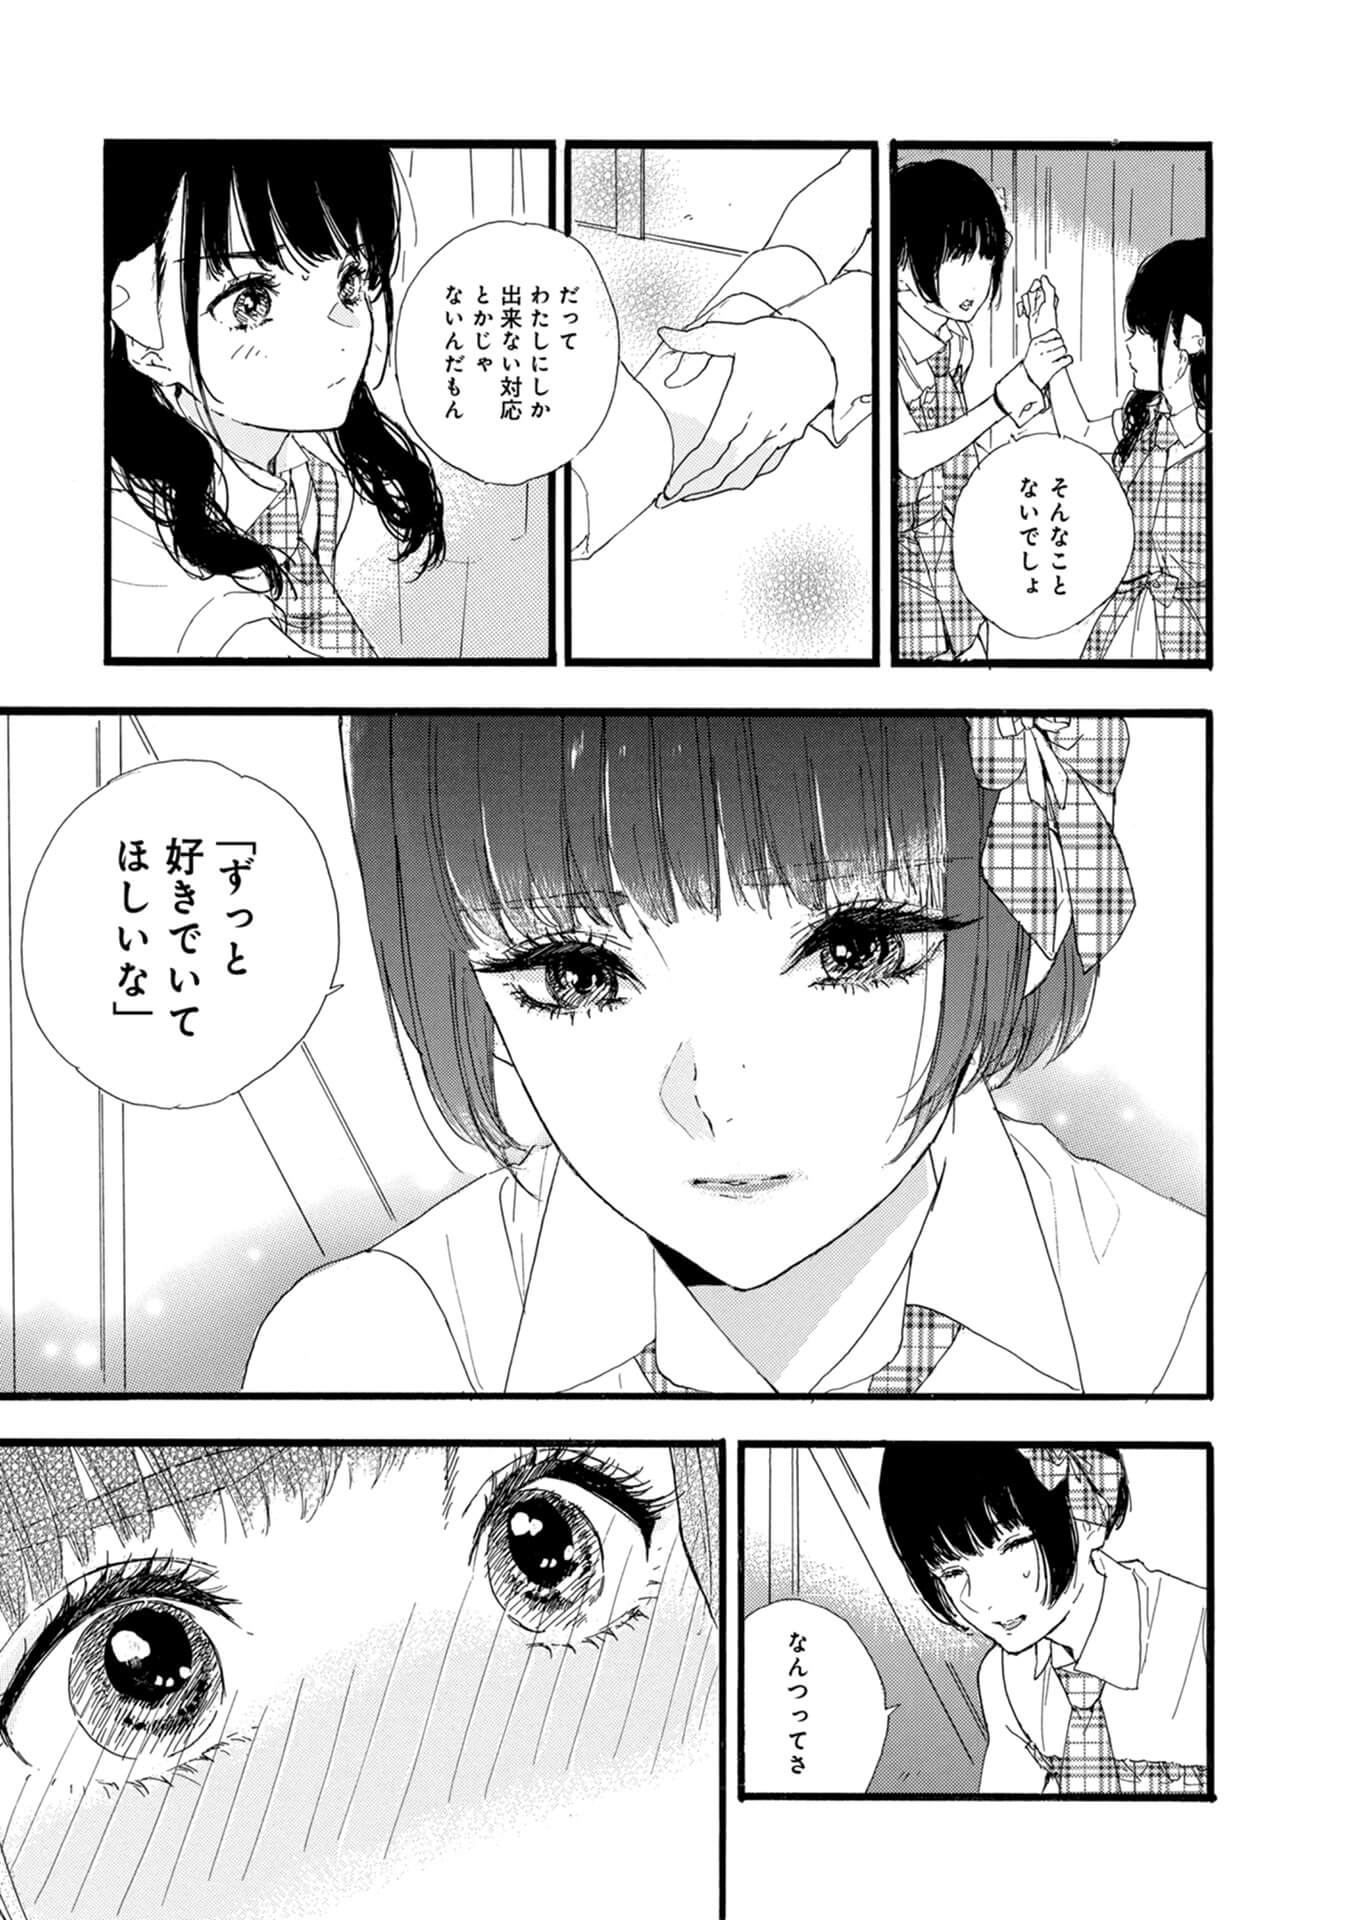 そんなこと
ないでしょ
だって
わたしにしか
出来ない対応
とかじゃ
ないんだもん
「ずっと
好きでいて
ほしいな」
なんつってさ